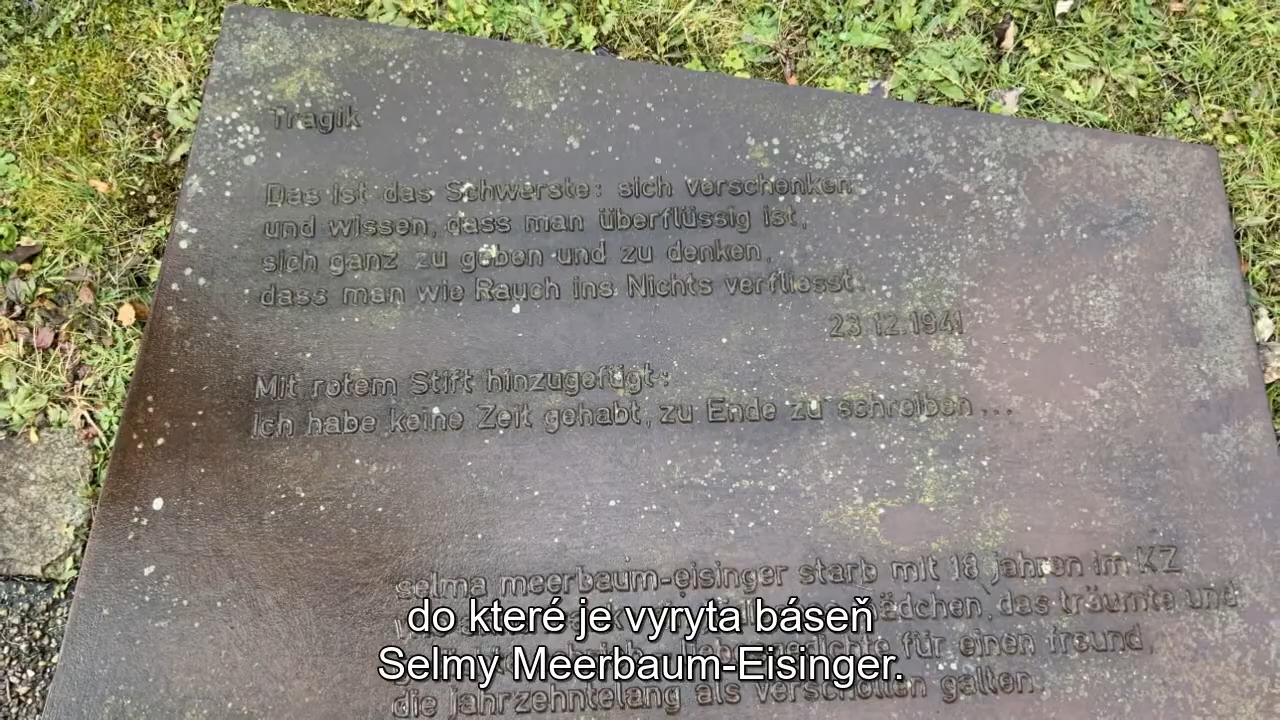 Tragik
Das ist das Schwerste: sich verschenken
und wissen, dass man überflüssig ist,
sich ganz zu geben und zu denken,
dass man wie Rauch ins Nichts verfliesst.
23.12.1941
Mit rotem Stift hinzugefügt:
Ich habe keine Zeit gehabt, zu Ende zu schreiben...
selma meerbaum-eisinger starb mit 18 jahren im KZ
mädchen, das träumte und
liebesgedichte für einen freund,
die jahrzehntelang als verschollen galten.
do které je vyryta báseň
Selmy Meerbaum-Eisinger.